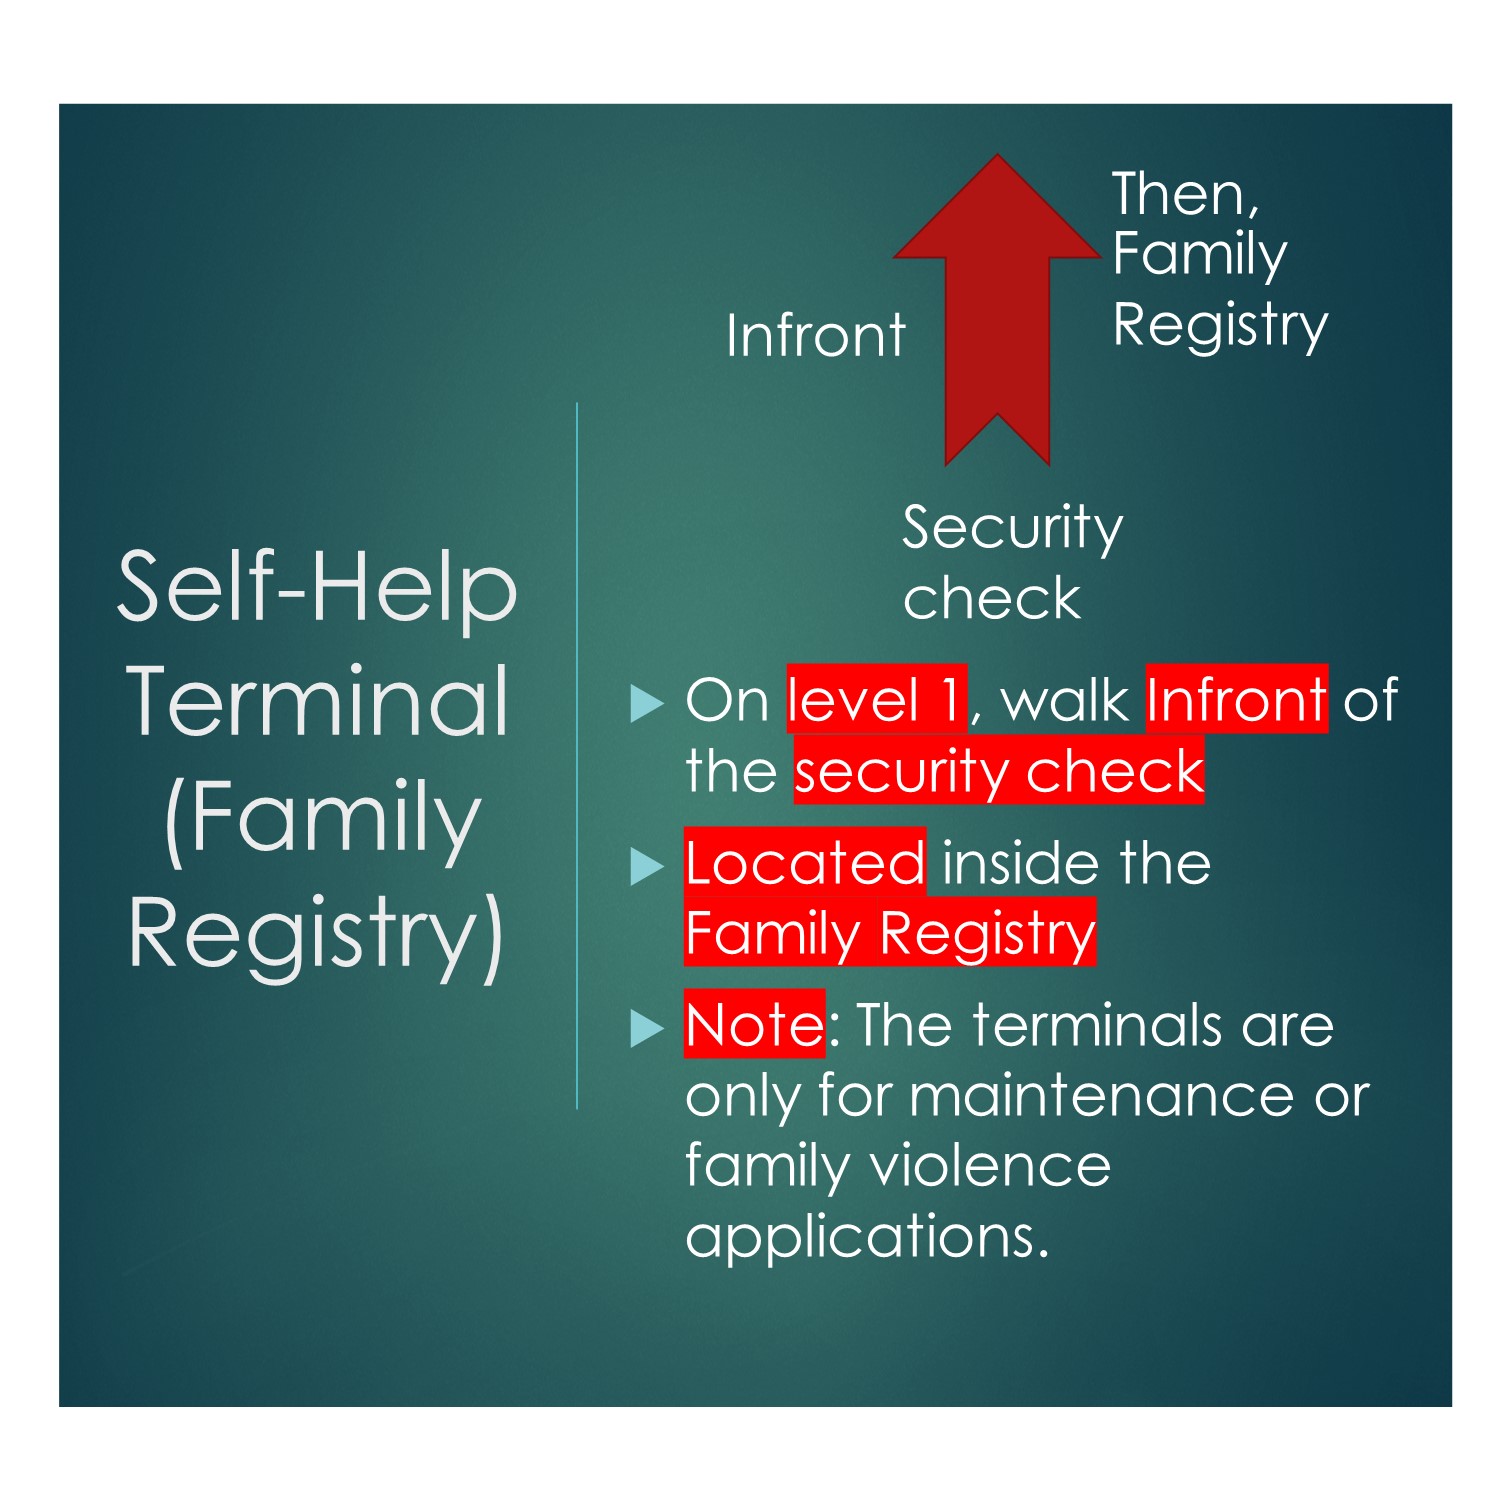 Self-Help
Terminal
(Family
Registry)
Then,
Family
Registry
Infront
Security
check
On level 1, walk Infront of
the security check
Located inside the
Family Registry
Note: The terminals are
only for maintenance or
family violence
applications.